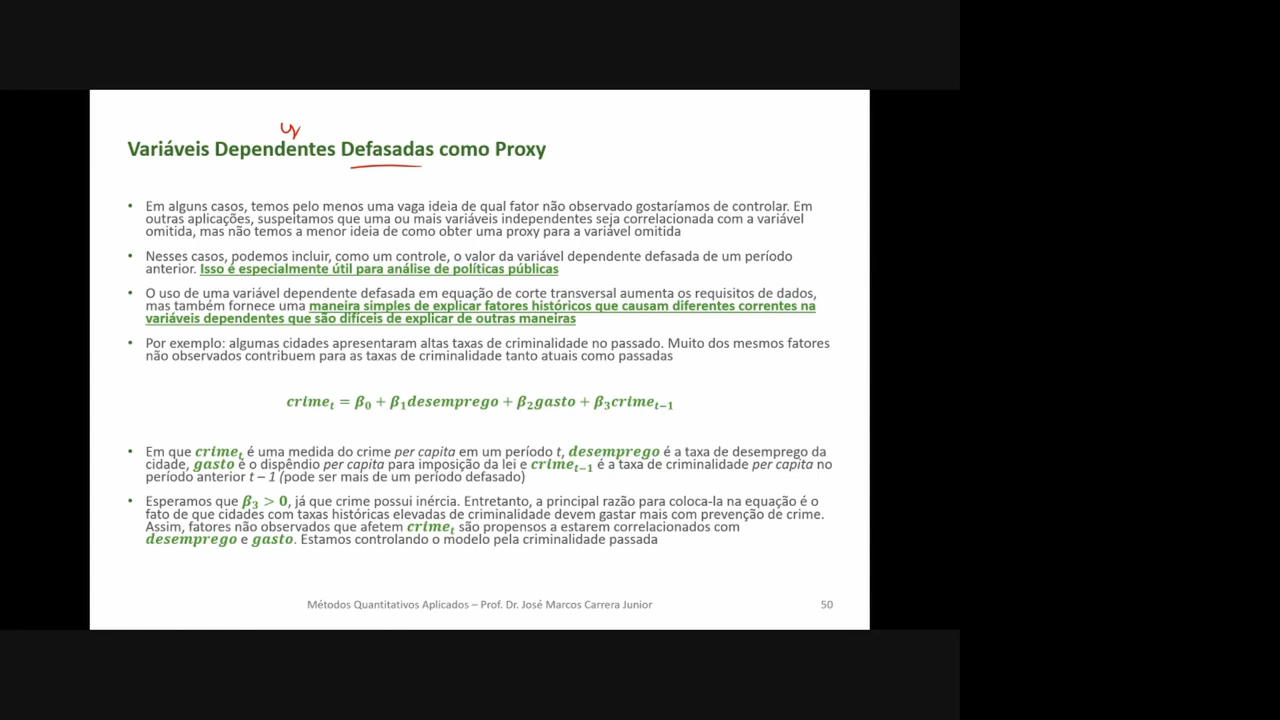 y
Variáveis Dependentes Defasadas como Proxy
• Em alguns casos, temos pelo menos uma vaga ideia de qual fator não observado gostaríamos de controlar. Em
outras aplicações, suspeitamos que uma ou mais variáveis independentes seja correlacionada com a variável
omitida, mas não temos a menor ideia de como obter uma proxy para a variável omitida
• Nesses casos, podemos incluir, como um controle, o valor da variável dependente defasada de um período
anterior. Isso é especialmente útil para análise de políticas públicas
• O uso de uma variável dependente defasada em equação de corte transversal aumenta os requisitos de dados,
mas também fornece uma maneira simples de explicar fatores históricos que causam diferentes correntes na
variáveis dependentes que são difíceis de explicar de outras maneiras
• Por exemplo: algumas cidades apresentaram altas taxas de criminalidade no passado. Muito dos mesmos fatores
não observados contribuem para as taxas de criminalidade tanto atuais como passadas
crime_t = β_0 + β_1desemprego + β_2gasto + β_3crime_{t−1}
• Em que crime_t é uma medida do crime per capita em um período t, desemprego é a taxa de desemprego da
cidade, gasto é o dispêndio per capita para imposição da lei e crime_{t−1} é a taxa de criminalidade per capita no
período anterior t – 1 (pode ser mais de um período defasado)
• Esperamos que β_3 > 0, já que crime possui inércia. Entretanto, a principal razão para coloca-la na equação é o
fato de que cidades com taxas históricas elevadas de criminalidade devem gastar mais com prevenção de crime.
Assim, fatores não observados que afetem crime_t são propensos a estarem correlacionados com
desemprego e gasto. Estamos controlando o modelo pela criminalidade passada
Métodos Quantitativos Aplicados – Prof. Dr. José Marcos Carrera Junior
50